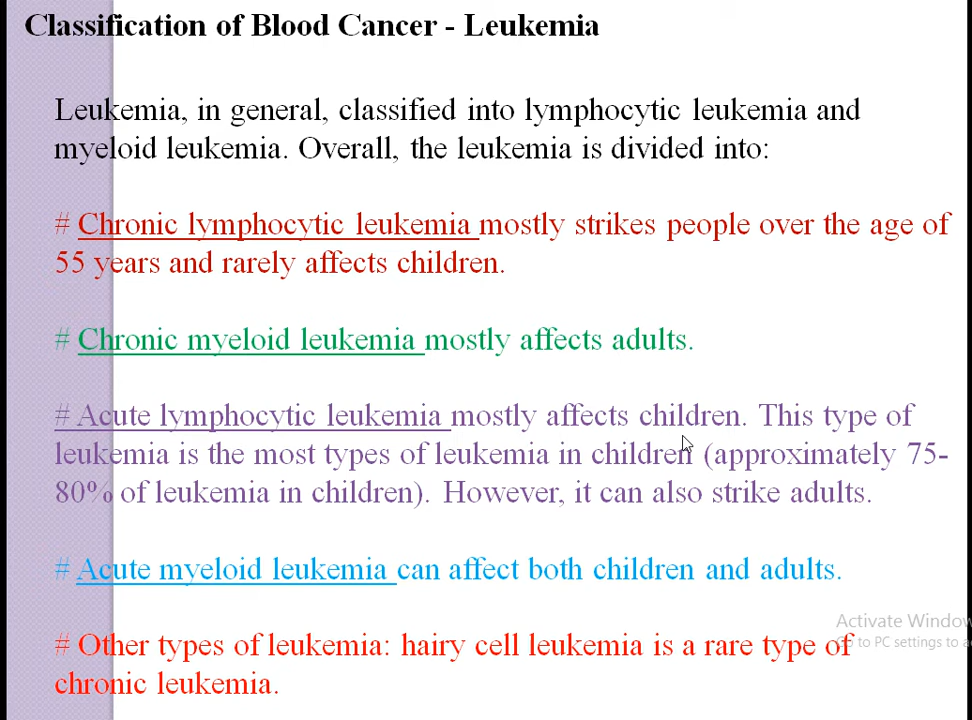 Classification of Blood Cancer - Leukemia
Leukemia, in general, classified into lymphocytic leukemia and
myeloid leukemia. Overall, the leukemia is divided into:
# Chronic lymphocytic leukemia mostly strikes people over the age of
55 years and rarely affects children.
# Chronic myeloid leukemia mostly affects adults.
# Acute lymphocytic leukemia mostly affects children. This type of
leukemia is the most types of leukemia in children (approximately 75-
80% of leukemia in children). However, it can also strike adults.
# Acute myeloid leukemia can affect both children and adults.
Activate Window
# Other types of leukemia: hairy cell leukemia is a rare type of
to PC settings to
chronic leukemia.